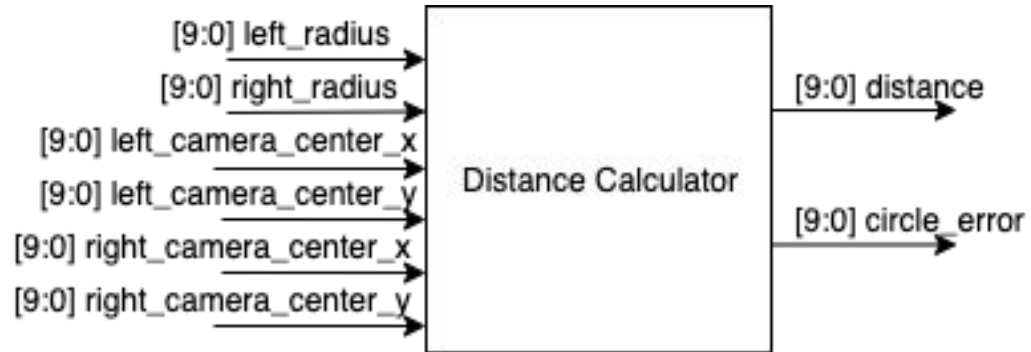 [9:0] left_radius
[9:0] right_radius
[9:0] left_camera_center_x
[9:0] left_camera_center_y
[9:0] right_camera_center_x
[9:0] right_camera_center_y
Distance Calculator
[9:0] distance
[9:0] circle_error